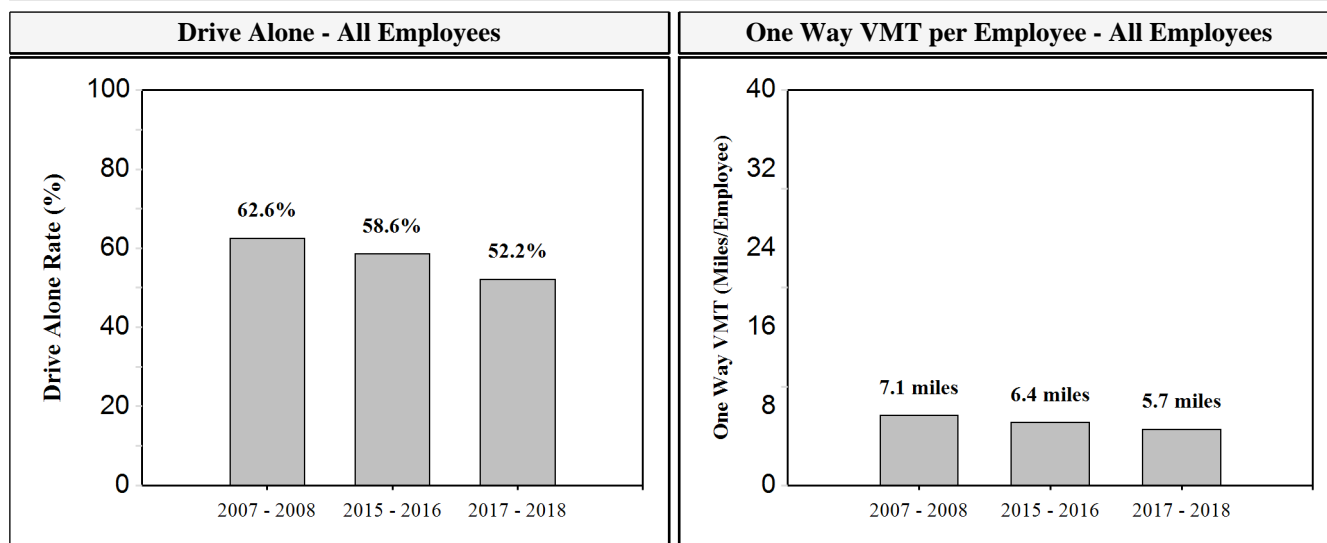 Drive Alone - All Employees
Drive Alone Rate (%)
100
80
60
40
20
0
62.6%
58.6%
52.2%
2007 - 2008
2015 - 2016
2017 - 2018
One Way VMT per Employee - All Employees
One Way VMT (Miles/Employee)
40
32
24
16
8
0
7.1 miles
6.4 miles
5.7 miles
2007 - 2008
2015 - 2016
2017 - 2018